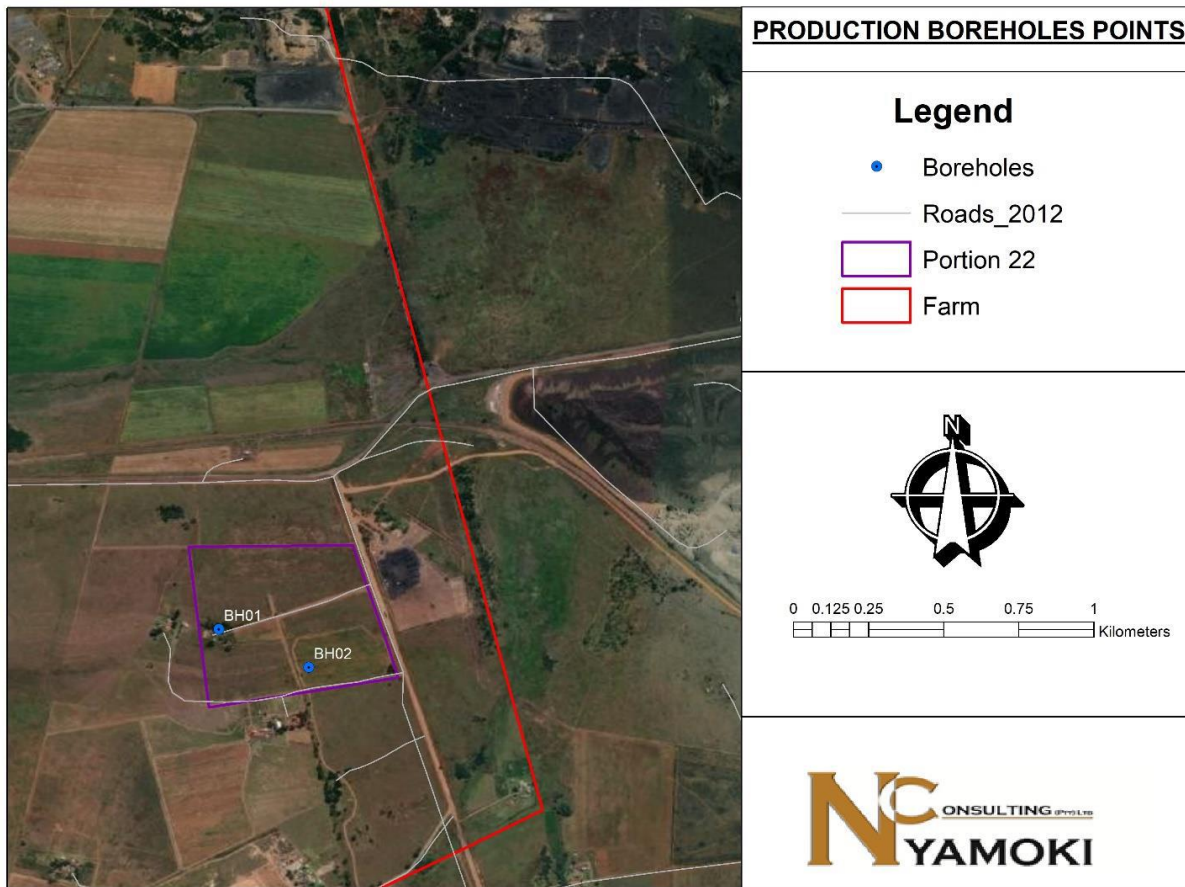 PRODUCTION BOREHOLES POINTS
Legend
Boreholes
Roads_2012
Portion 22
Farm
N
0 0.125 0.25 0.5 0.75 1
Kilometers
BH01
BH02
NC ONSULTING (PTY) LTD
YAMOKI